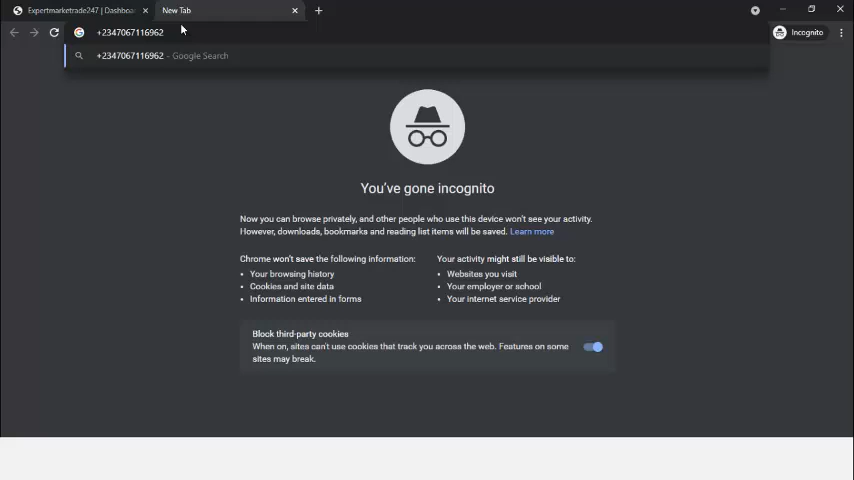 Expertmarketrade247 | Dashboa
New Tab
+2347067116962
Incognito
+2347067116962 - Google Search
You've gone incognito
Now you can browse privately, and other people who use this device won't see your activity.
However, downloads, bookmarks and reading list items will be saved. Learn more
Chrome won't save the following information:
• Your browsing history
• Cookies and site data
• Information entered in forms
Your activity might still be visible to:
• Websites you visit
• Your employer or school
• Your internet service provider
Block third-party cookies
When on, sites can't use cookies that track you across the web. Features on some
sites may break.